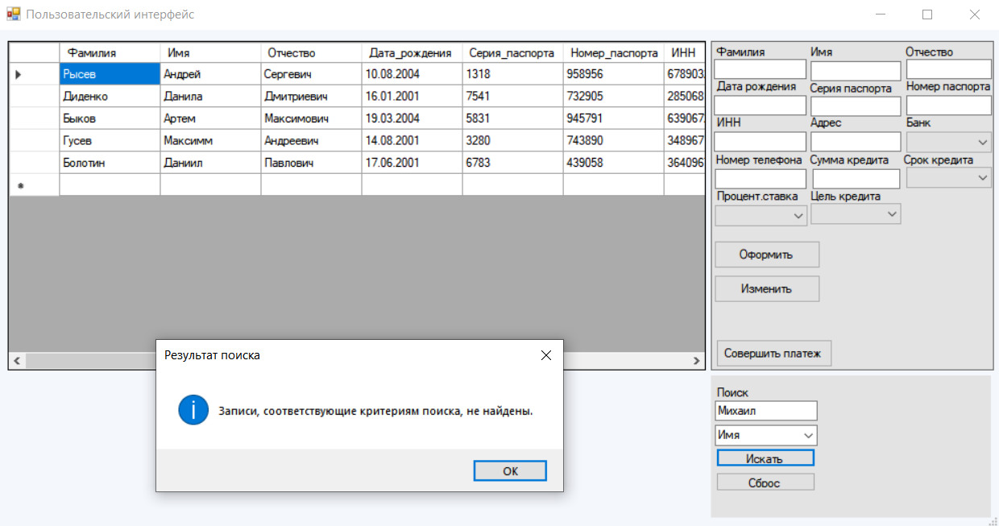 Пользовательский интерфейс
Фамилия Имя Отчество Дата_рождения Серия_паспорта Номер_паспорта ИНН
Рысев Андрей Сергевич 10.08.2004 1318 958956
Диденко Данила Дмитриевич 16.01.2001 7541 732905 285068
Быков Артем Максимович 19.03.2004 5831 945791 639067
Гусев Максимм Андреевич 14.08.2001 3280 743890 348967
Болотин Даниил Павлович 17.06.2001 6783 439058 364096
Фамилия Имя Отчество
Дата рождения Серия паспорта Номер паспорта
ИНН Адрес Банк
Номер телефона Сумма кредита Срок кредита
Процент.ставка Цель кредита
Оформить
Изменить
Совершить платеж
Результат поиска
Записи, соответствующие критериям поиска, не найдены.
OK
Поиск
Михаил
Имя
Искать
Сброс